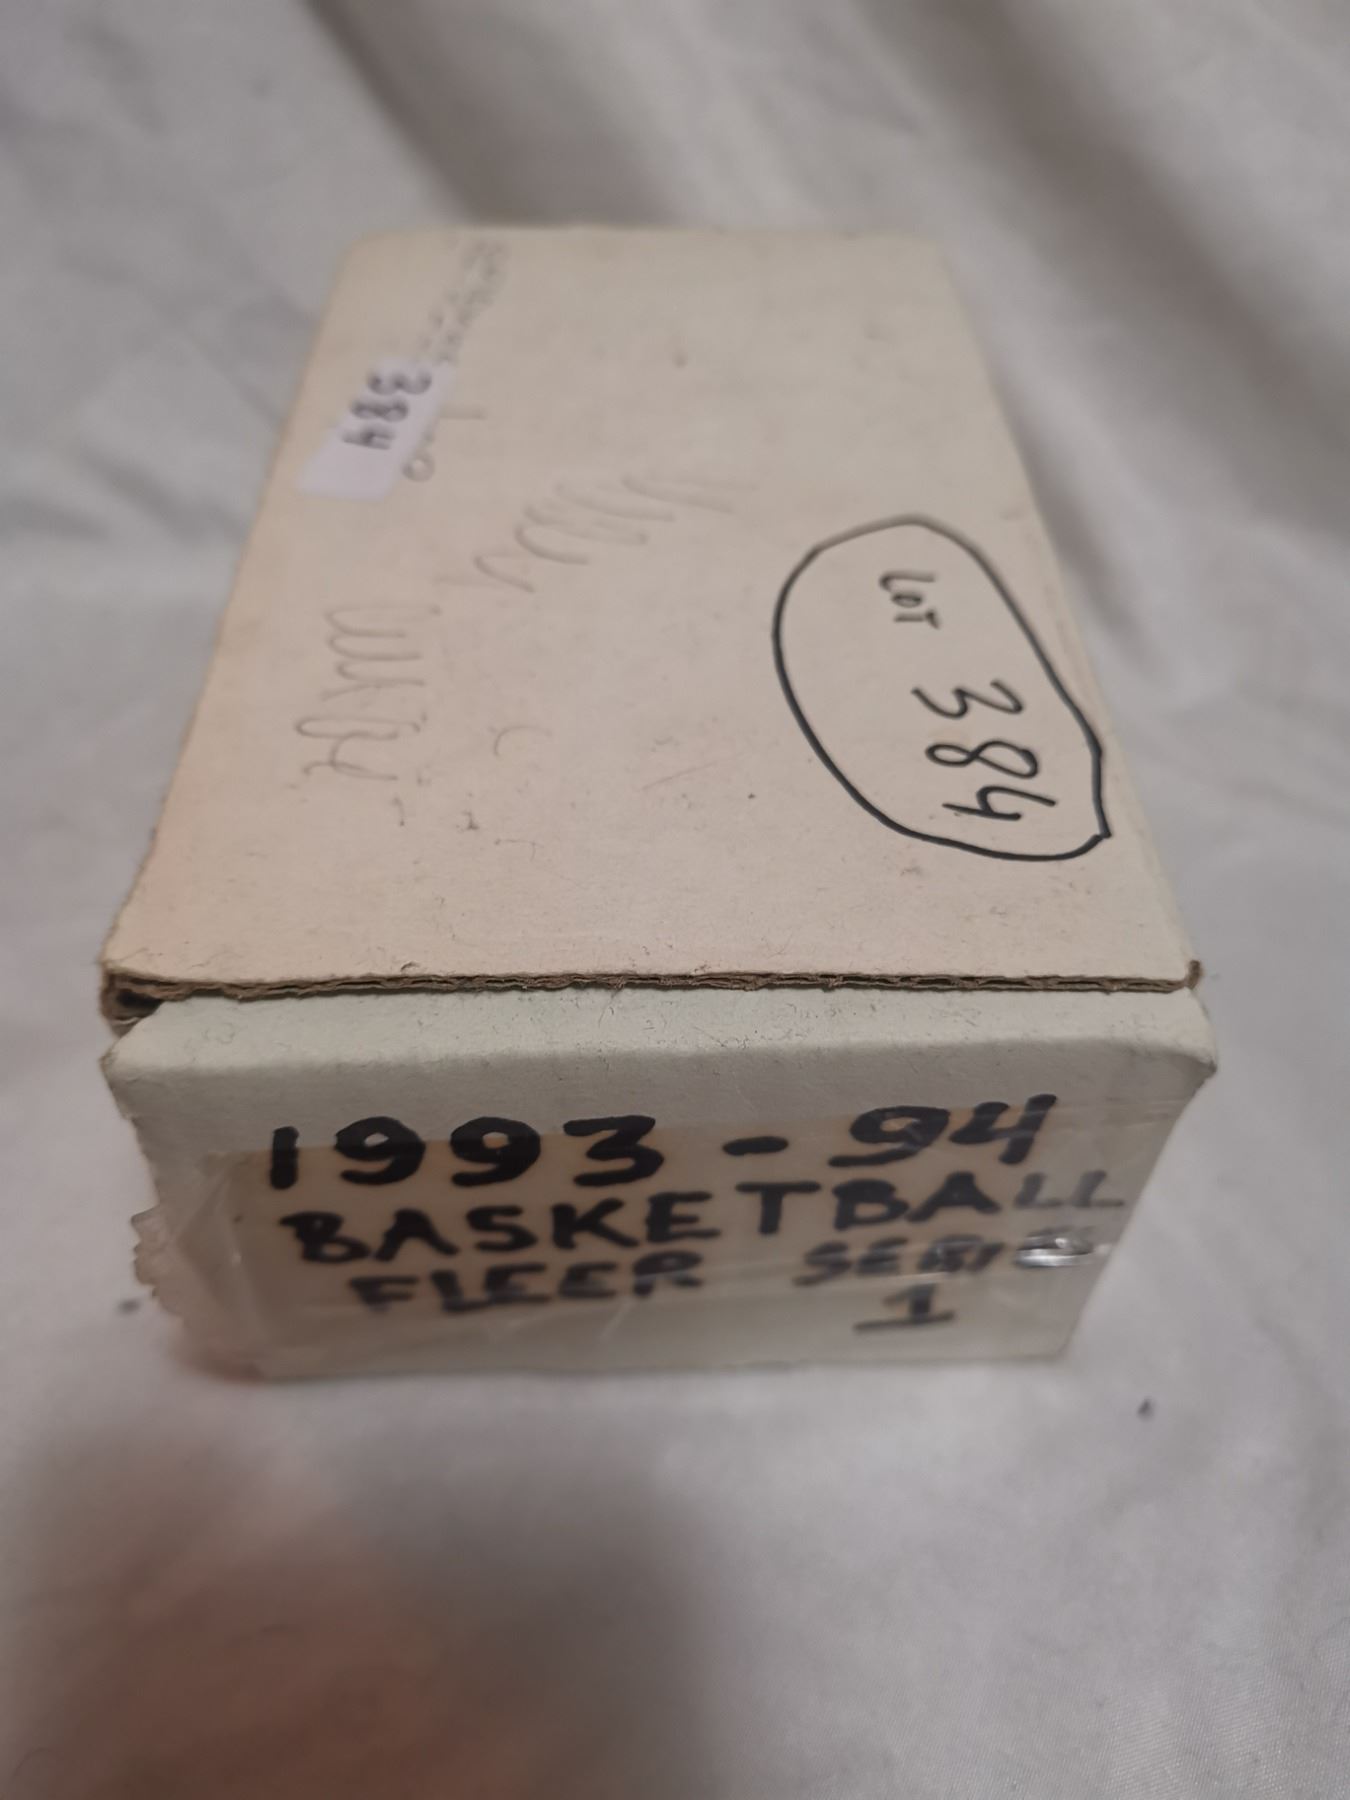 384
LOT 384
1993-94
BASKETBALL
FLEER SERIES
1